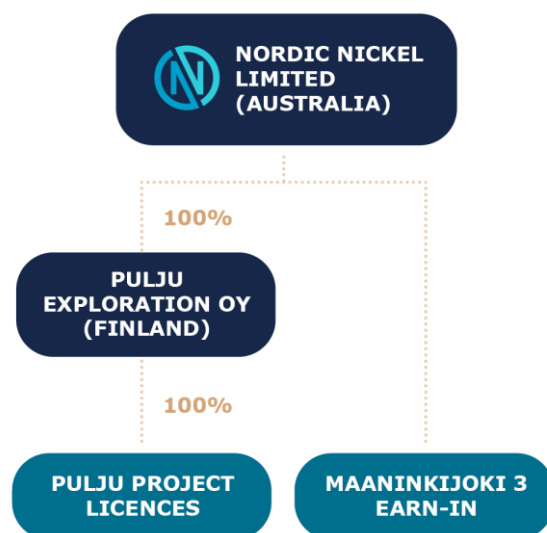 NORDIC NICKEL
LIMITED
(AUSTRALIA)
100%
PULJU
EXPLORATION OY
(FINLAND)
100%
PULJU PROJECT
LICENCES
MAANINKIJOKI 3
EARN-IN